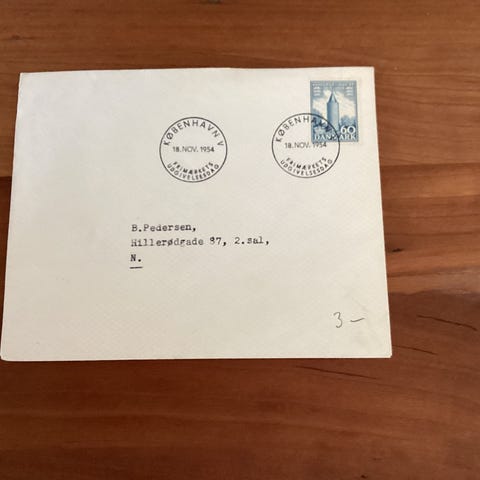 KØBENHAVN V
18. NOV. 1954
FRIMÆRKETS
UDGIVELSESDAG
KØBENHAVN
18. NOV. 1954
FRIMÆRKETS
UDGIVELSESDAG
60
DANMARK
B.Pedersen,
Hillerødgade 87, 2.sal,
N.
3 —